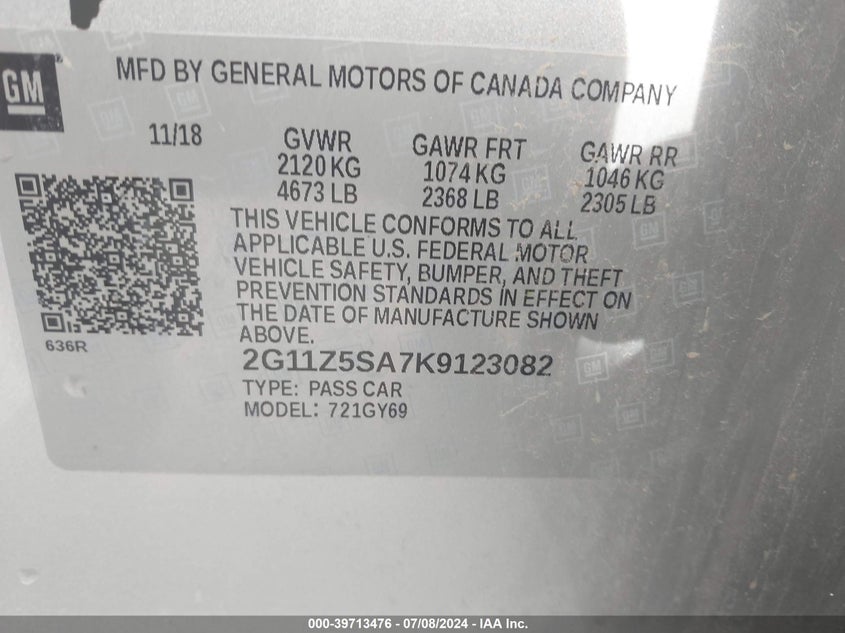 GM
MFD BY GENERAL MOTORS OF CANADA COMPANY
11/18
GVWR
2120 KG
4673 LB
GAWR FRT
1074 KG
2368 LB
GAWR RR
1046 KG
2305 LB
THIS VEHICLE CONFORMS TO ALL
APPLICABLE U.S. FEDERAL MOTOR
VEHICLE SAFETY, BUMPER, AND THEFT
PREVENTION STANDARDS IN EFFECT ON
THE DATE OF MANUFACTURE SHOWN
ABOVE.
636R
2G11Z5SA7K9123082
TYPE: PASS CAR
MODEL: 721GY69
000-39713476 - 07/08/2024 - IAA Inc.